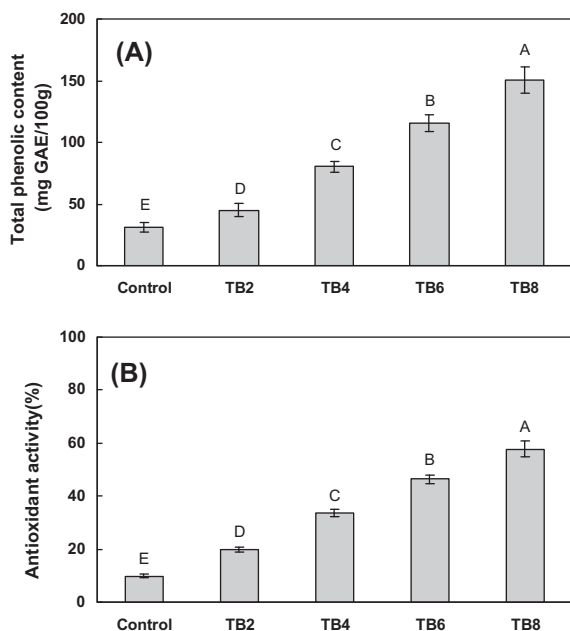 200
(A)
A
150
B
100
C
50
D
E
0
Total phenolic content
(mg GAE/100g)
Control TB2 TB4 TB6 TB8
100
(B)
80
A
60
B
40
C
20
D
E
0
Antioxidant activity(%)
Control TB2 TB4 TB6 TB8